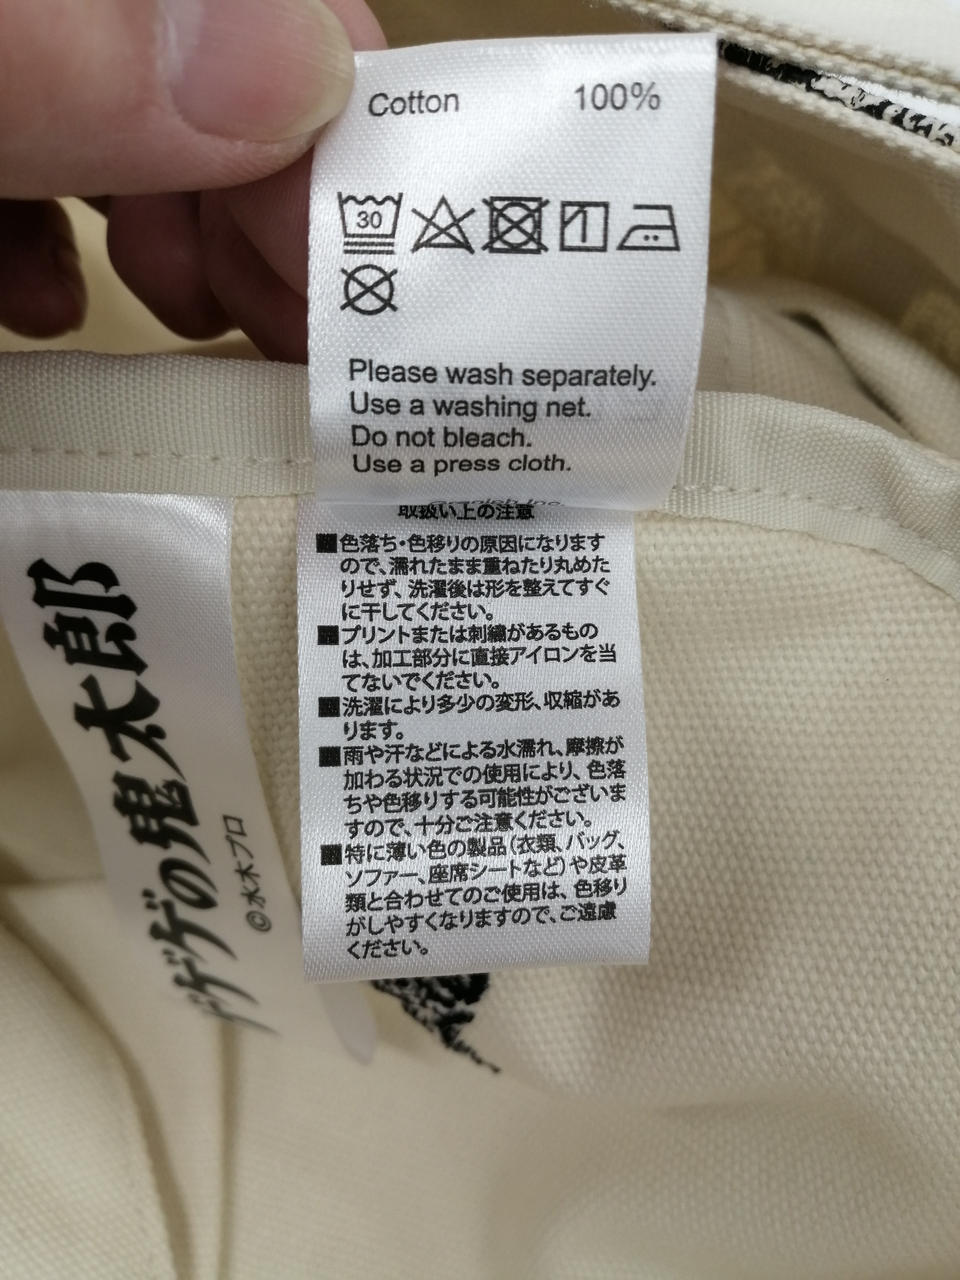 Cotton 100%
30
Please wash separately.
Use a washing net.
Do not bleach.
Use a press cloth.
取扱い上の注意
■色落ち・色移りの原因になります
ので、濡れたまま重ねたり丸めた
りせず、洗濯後は形を整えてすぐ
に干してください。
■プリントまたは刺繍があるもの
は、加工部分に直接アイロンを当
てないでください。
■洗濯により多少の変形、収縮があ
ります。
■雨や汗などによる水濡れ、摩擦が
加わる状況での使用により、色落
ちや色移りする可能性がございま
すので、十分ご注意ください。
■特に薄い色の製品（衣類、バッグ、
ソファー、座席シートなど）や皮革
類と合わせてのご使用は、色移り
がしやすくなりますので、ご遠慮
ください。
ゲゲゲの鬼太郎
©水木プロ